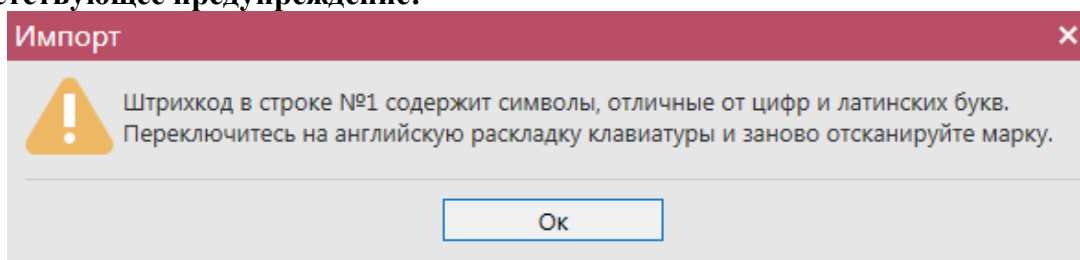 предупреждение:
Импорт
Штрихкод в строке №1 содержит символы, отличные от цифр и латинских букв.
Переключитесь на английскую раскладку клавиатуры и заново отсканируйте марку.
Ок